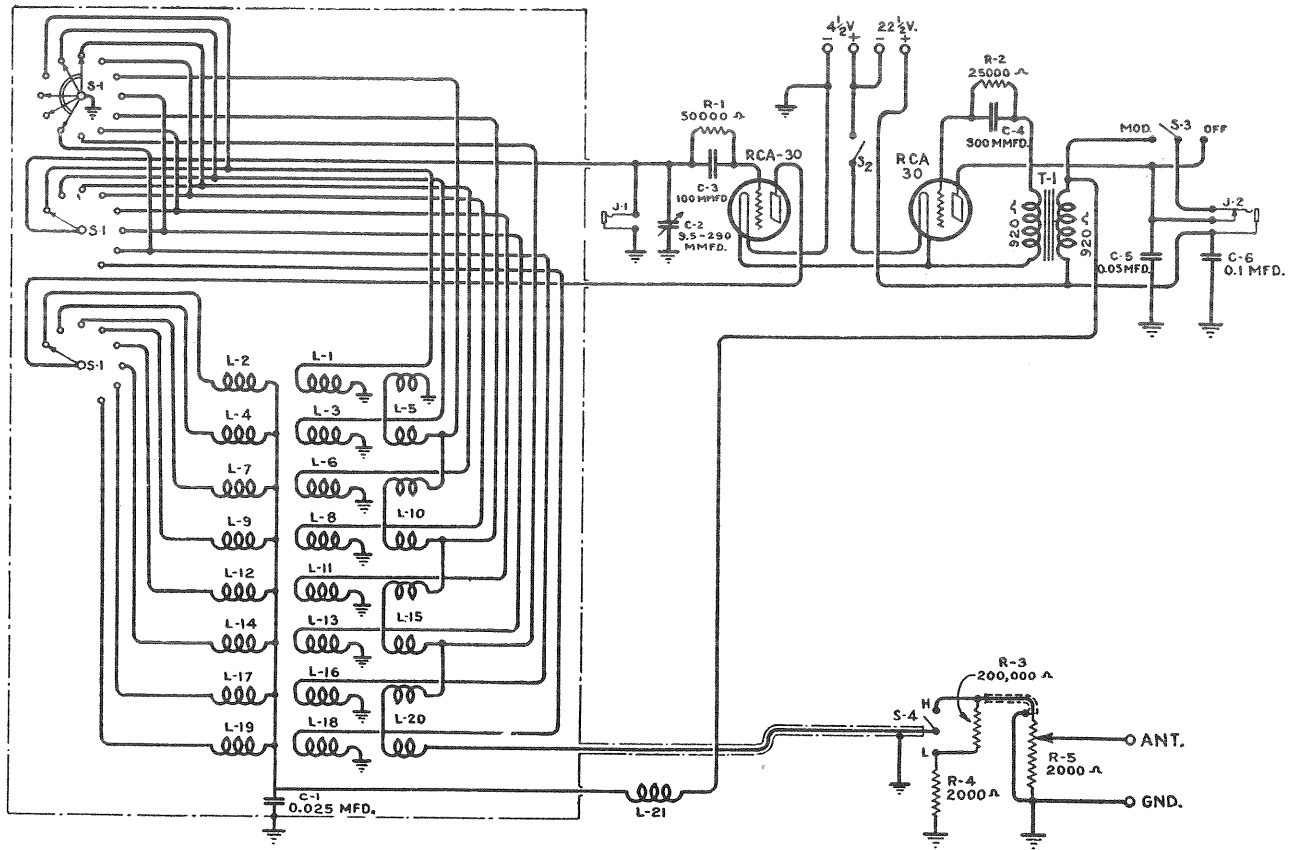 4½V. 22½V.
- + - +
R-2
25000 Ω
S-1
R-1
50000 Ω
C-4
300 MMFD.
MOD. S-3 OFF
RCA-30
S2
RCA
30
T-1
C-3
100 MMFD
J-1
C-2
9.5-290
MMFD.
920 Ω
920 Ω
J-2
S-1
C-5
0.05MFD.
C-6
0.1 MFD.
S-1
L-2
L-1
L-4
L-3
L-5
L-7
L-6
L-9
L-8
L-10
L-12
L-11
L-14
L-13
L-15
L-17
L-16
L-19
L-18
L-20
R-3
200,000 Ω
H
S-4
L
ANT.
R-5
2000 Ω
R-4
2000 Ω
GND.
C-1
0.025 MFD.
L-21